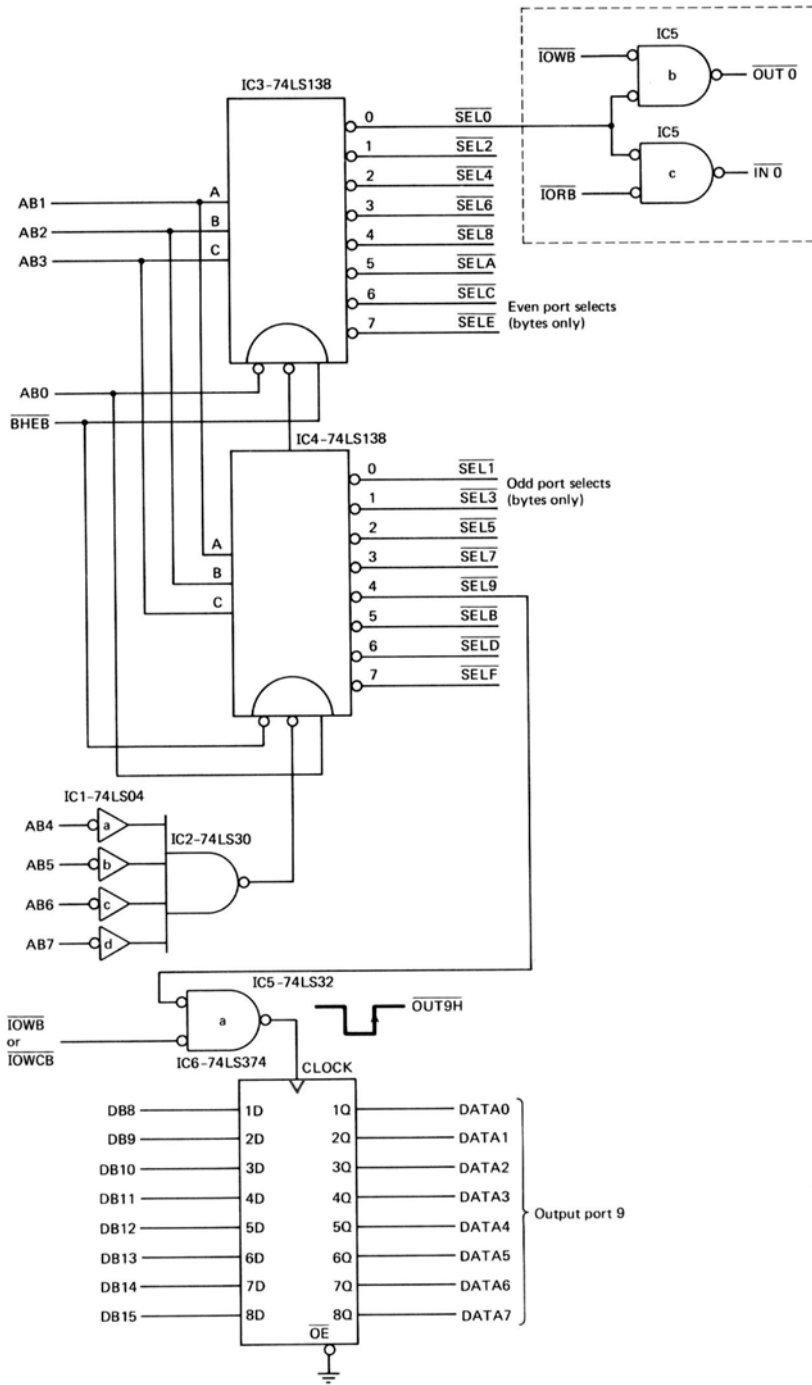 IC5
IOWB
b
OUT 0
IC3-74LS138
0 SEL0
IC5
1 SEL2
c
IN 0
2 SEL4
IORB
A
AB1
3 SEL6
B
AB2
4 SEL8
C
AB3
5 SELA
6 SELC
Even port selects
(bytes only)
7 SELE
AB0
BHEB
IC4-74LS138
0 SEL1
Odd port selects
(bytes only)
1 SEL3
2 SEL5
A
3 SEL7
B
4 SEL9
C
5 SELB
6 SELD
7 SELF
IC1-74LS04
AB4 a
IC2-74LS30
AB5 b
AB6 c
AB7 d
IC5-74LS32
OUT9H
a
IOWB
or
IOWCB
IC6-74LS374
CLOCK
DB8 1D 1Q DATA0
DB9 2D 2Q DATA1
DB10 3D 3Q DATA2
DB11 4D 4Q DATA3
DB12 5D 5Q DATA4
Output port 9
DB13 6D 6Q DATA5
DB14 7D 7Q DATA6
DB15 8D 8Q DATA7
OE